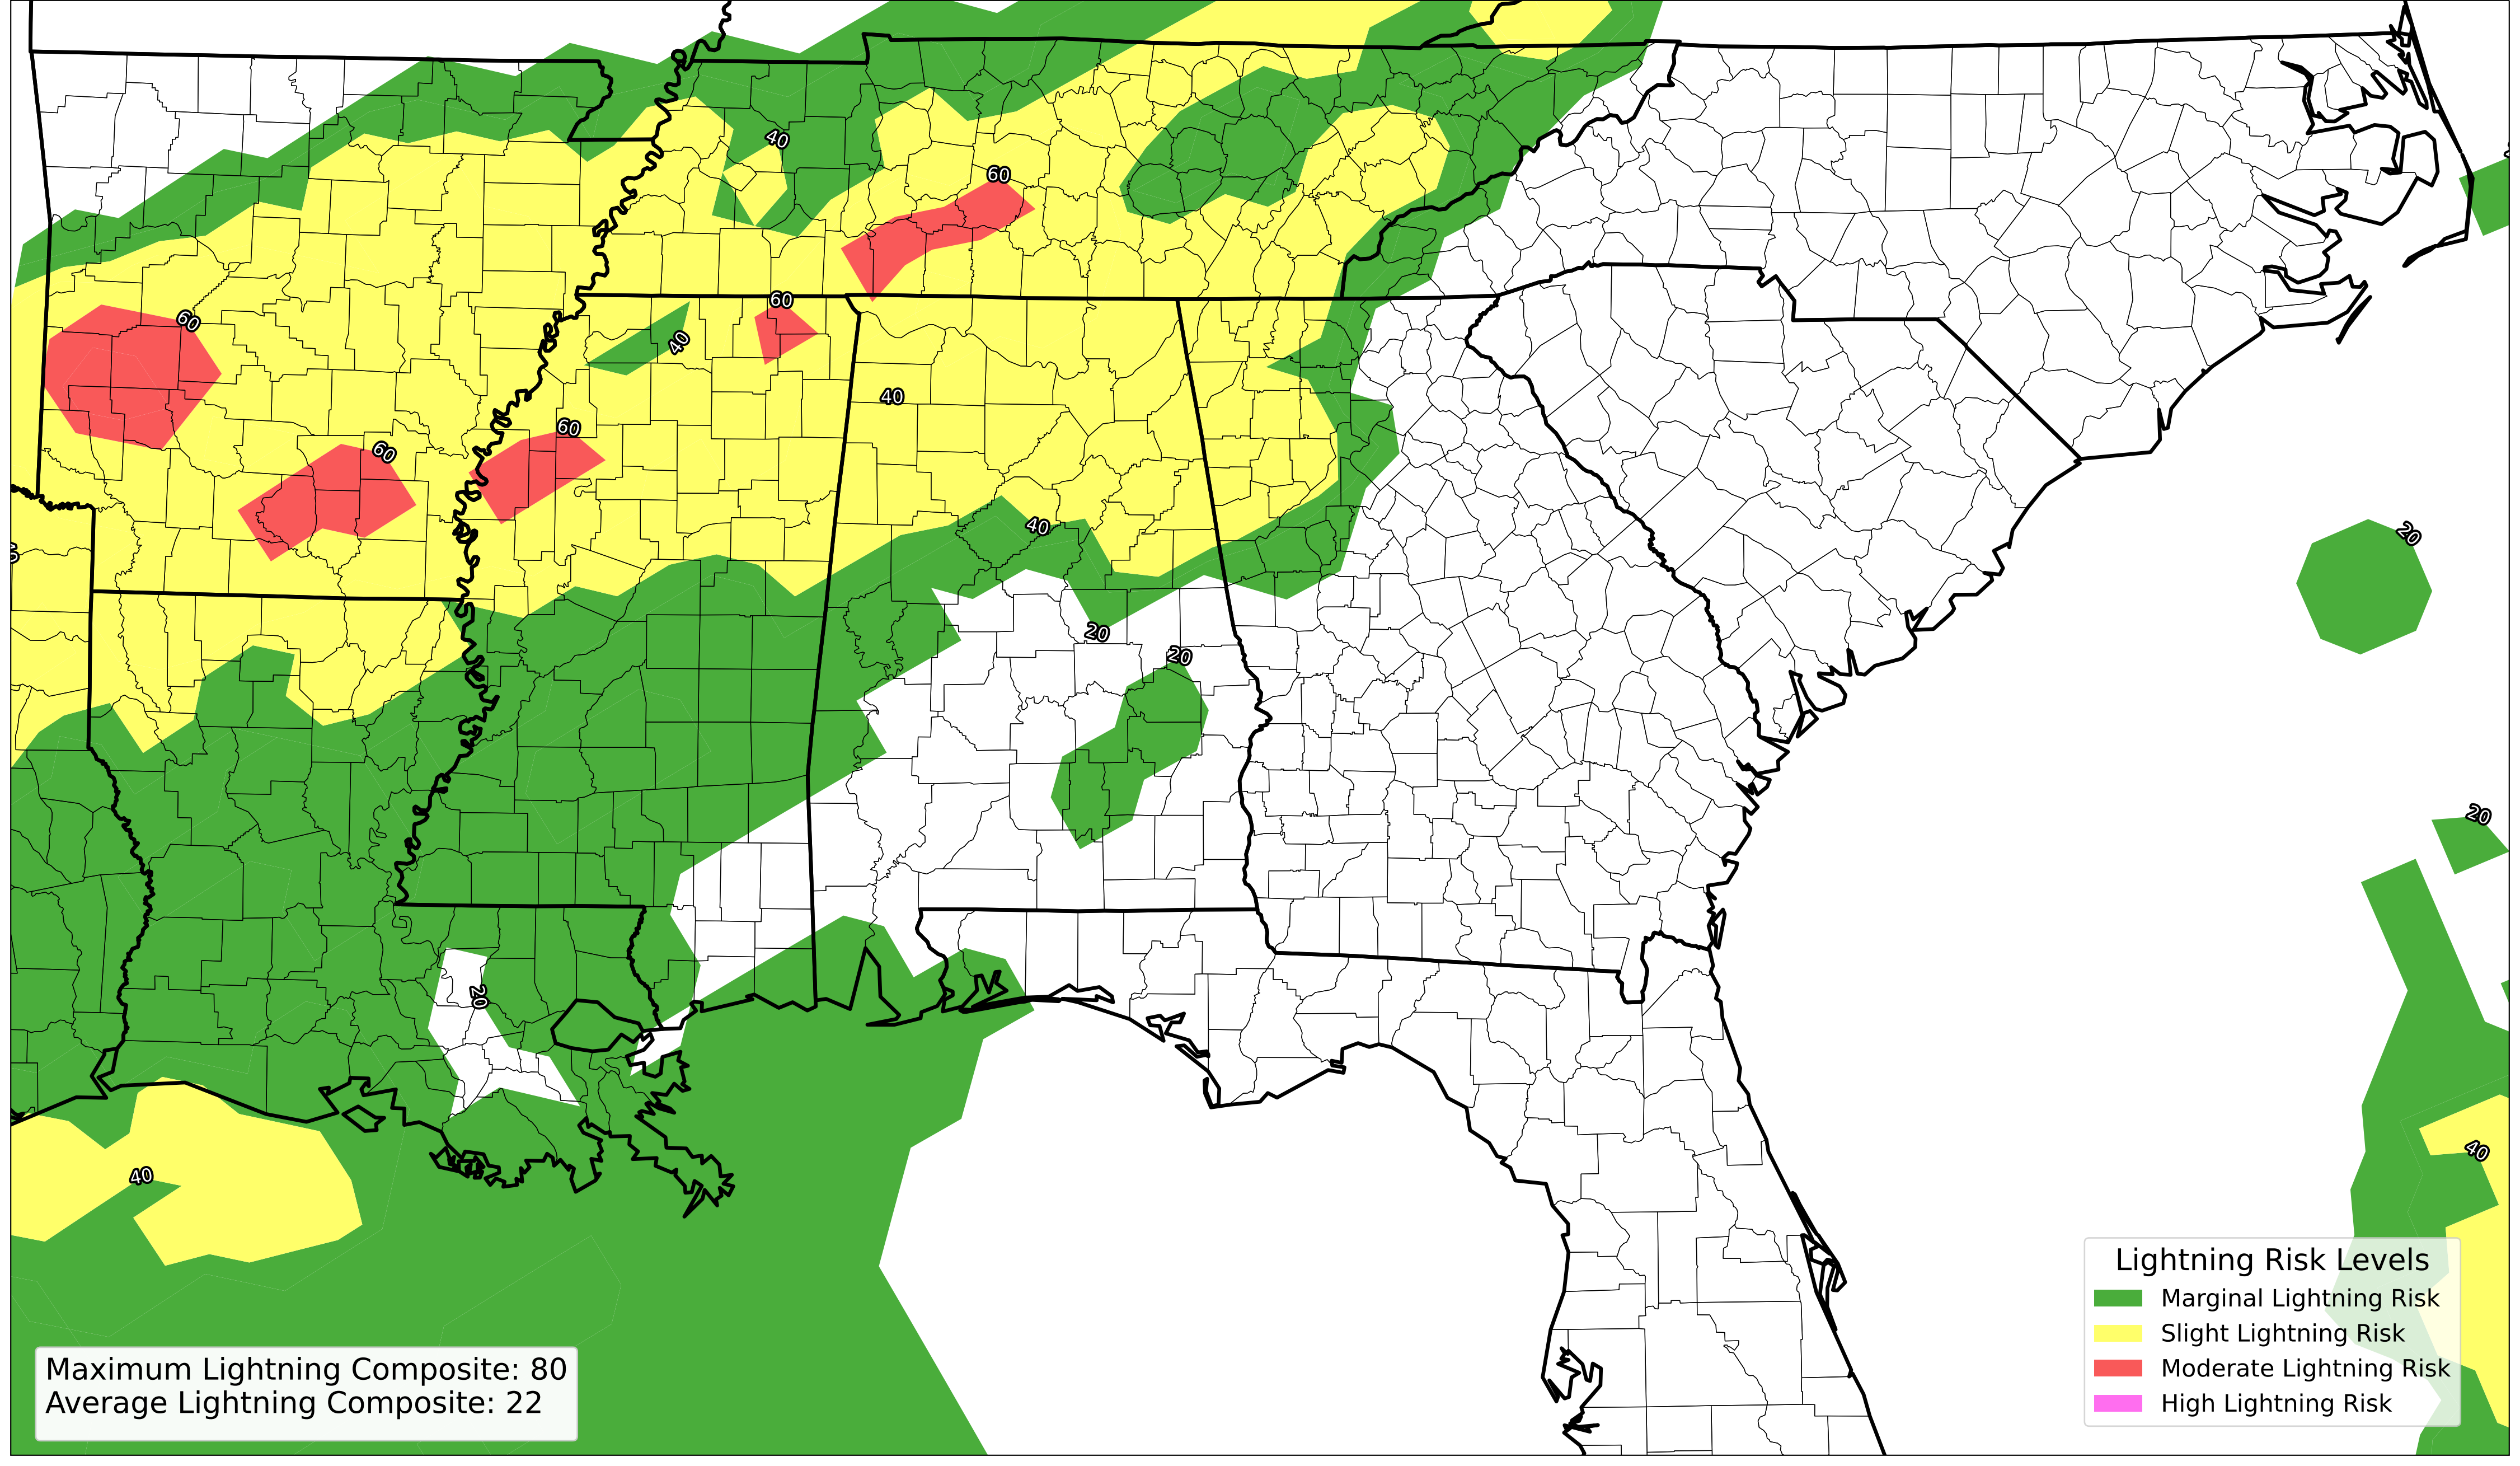 40
60
60
60
40
40
60
60
40
20
20
20
20
20
40
40
Lightning Risk Levels
Marginal Lightning Risk
Slight Lightning Risk
Moderate Lightning Risk
High Lightning Risk
Maximum Lightning Composite: 80
Average Lightning Composite: 22